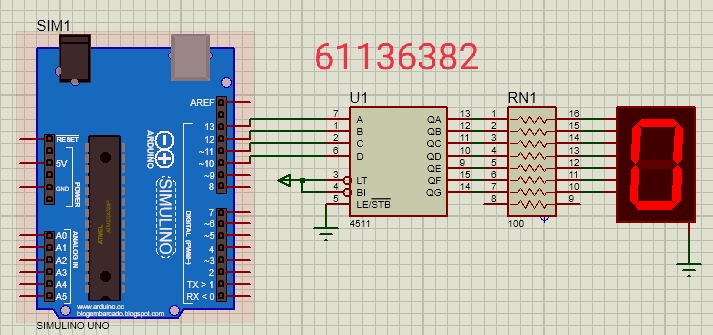 SIM1
61136382
ARDUINO
SIMULINO
AREF
13
12
~11
~10
~9
8
7
~6
~5
4
~3
2
TX > 1
RX < 0
DIGITAL (PWM~)
RESET
5V
GND
POWER
A0
A1
A2
A3
A4
A5
ANALOG IN
ATMEL
www.arduino.cc
blogembarcado.blogspot.com
SIMULINO UNO
U1
7 A QA 13
1 B QB 12
2 C QC 11
6 D QD 10
QE 9
3 LT QF 15
4 BI QG 14
5 LE/STB
4511
RN1
1 16
2 15
3 14
4 13
5 12
6 11
7 10
8 9
100
0